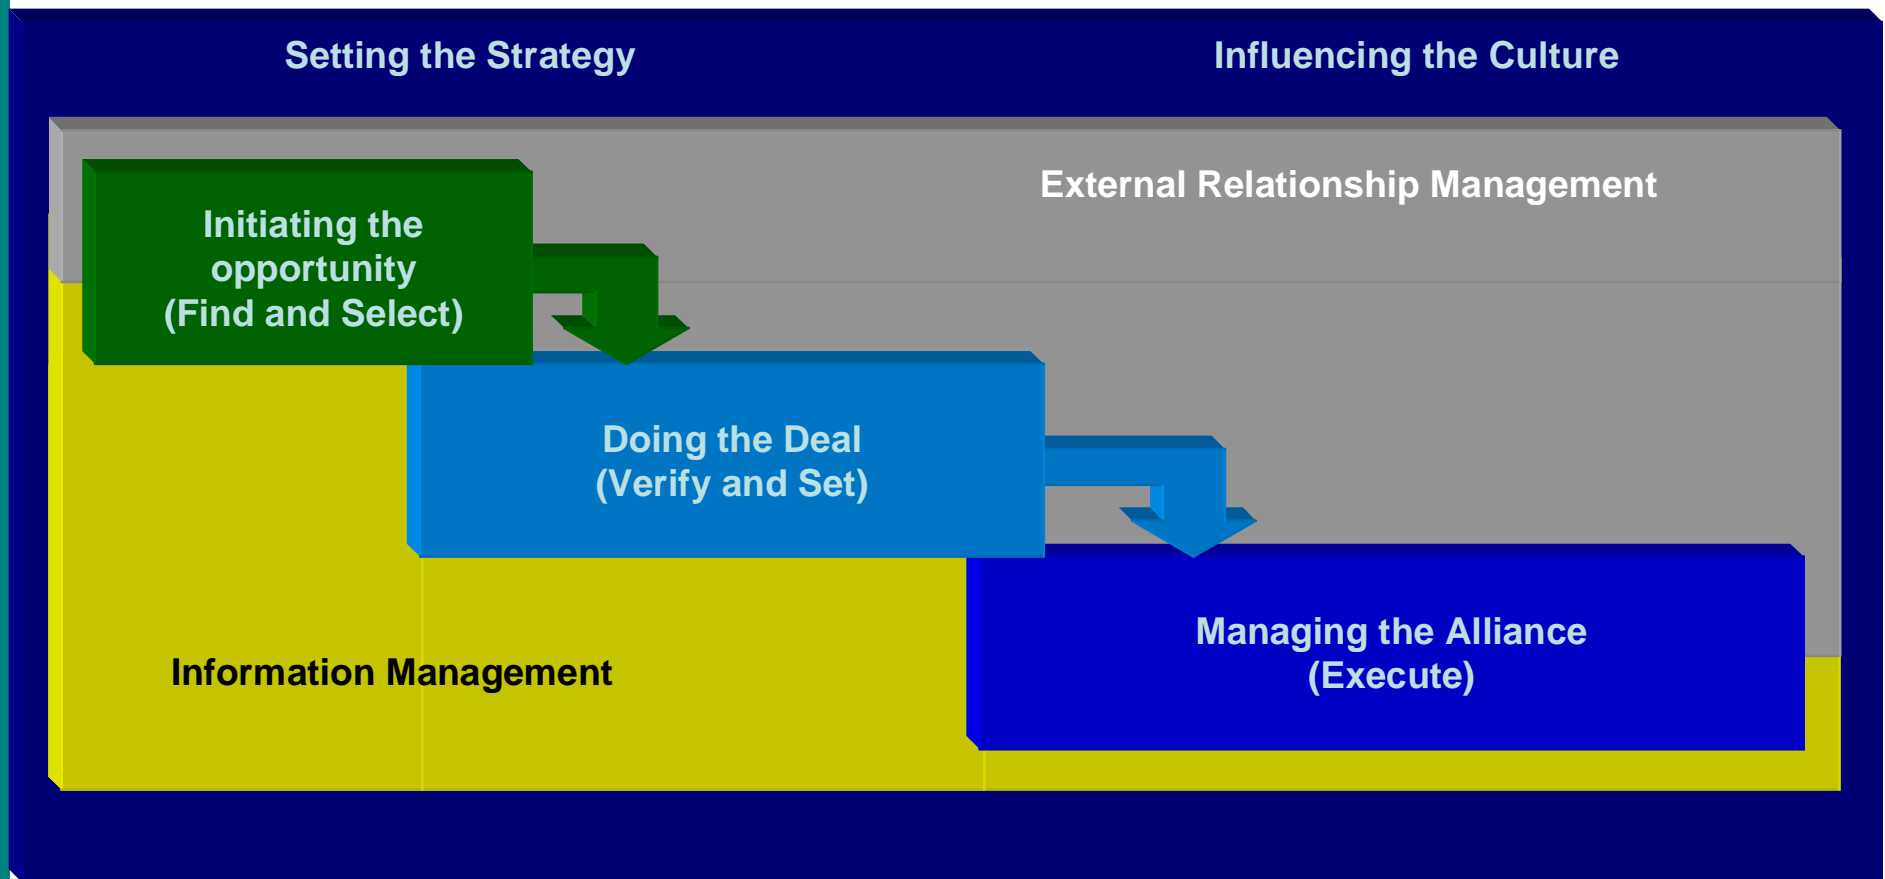 Setting the Strategy
Influencing the Culture
External Relationship Management
Initiating the
opportunity
(Find and Select)
Doing the Deal
(Verify and Set)
Managing the Alliance
(Execute)
Information Management